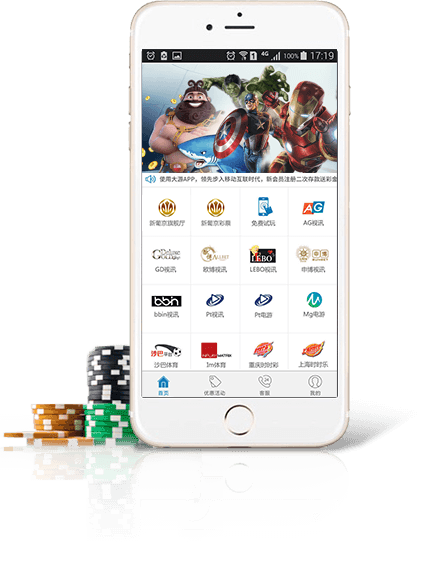 4G 100% 17:19
使用大游APP，领先步入移动互联时代，新会员注册二次存款送彩金
新葡京旗舰厅 新葡京彩票 免费试玩 AG视讯
AG
GD视讯 欧博视讯 LEBO视讯 申博视讯
Deluxe
LEBO
bbin
bbin视讯 Pt视讯 Pt电游 Mg电游
沙巴体育 Im体育 重庆时时彩 上海时时乐
首页 优惠活动 客服 我的